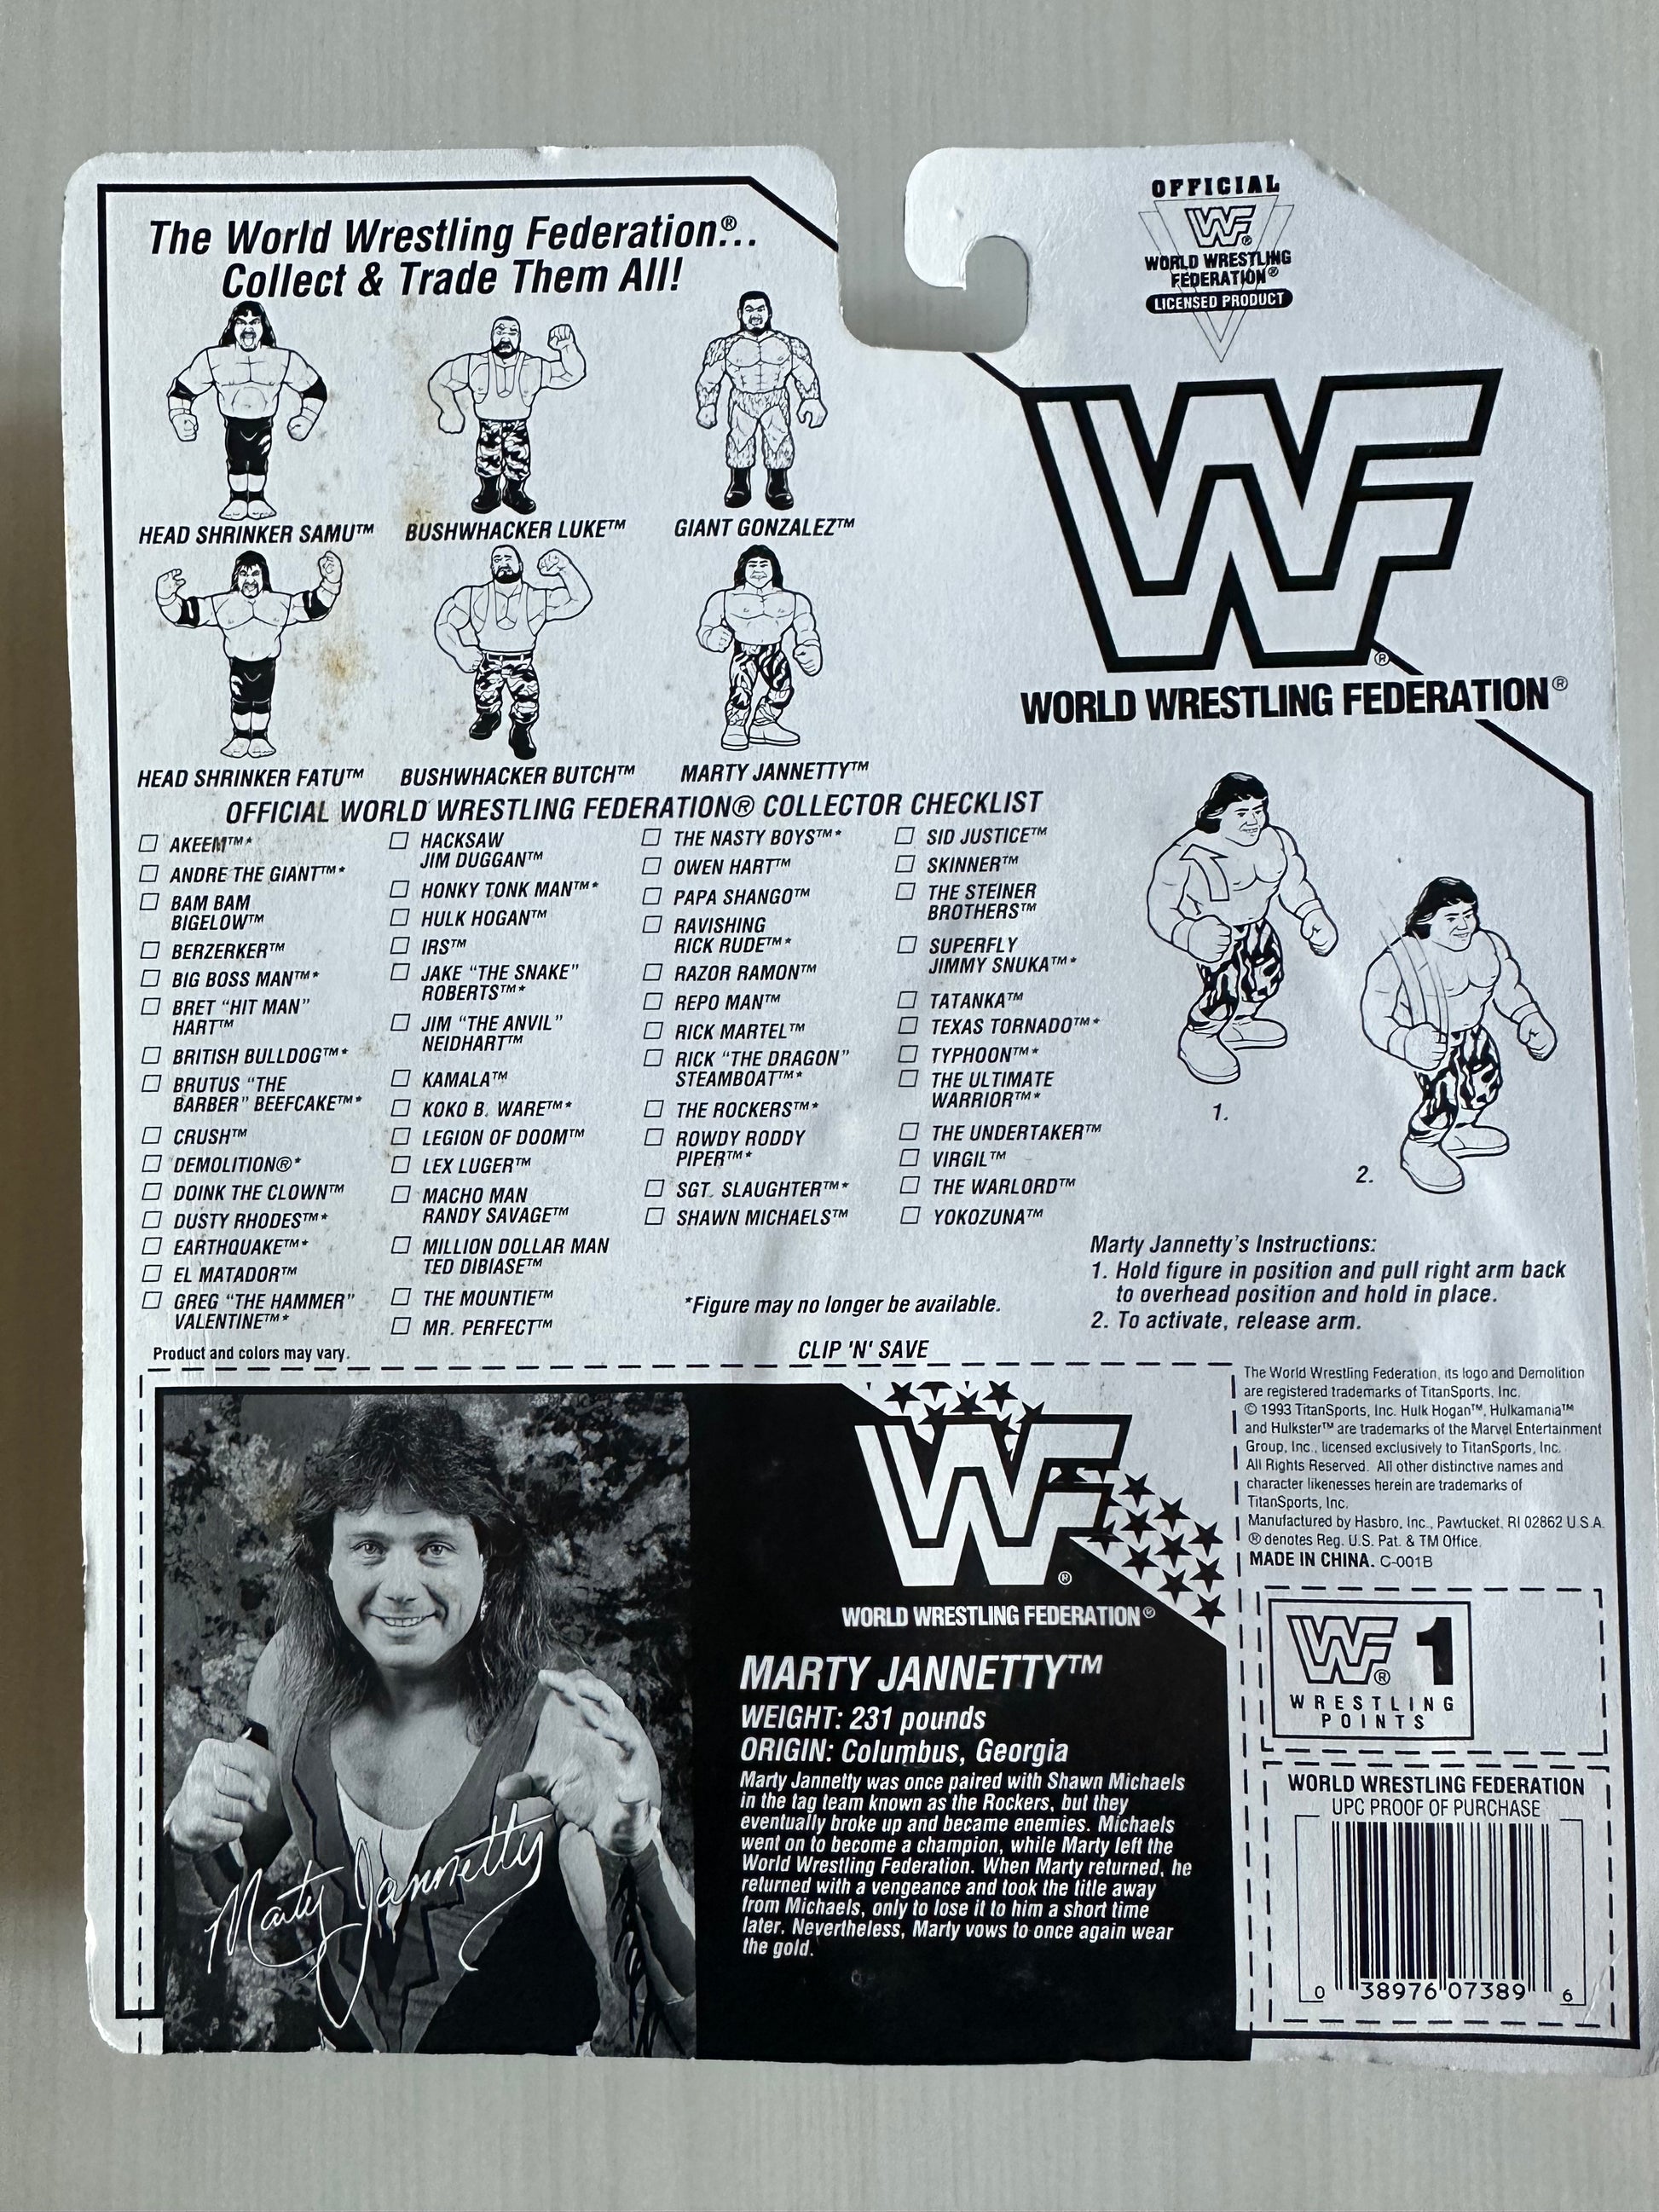 The World Wrestling Federation®...
Collect & Trade Them All!
OFFICIAL
WF®
WORLD WRESTLING
FEDERATION®
LICENSED PRODUCT
HEAD SHRINKER SAMU™
BUSHWHACKER LUKE™
GIANT GONZALEZ™
HEAD SHRINKER FATU™
BUSHWHACKER BUTCH™
MARTY JANNETTY™
WF®
WORLD WRESTLING FEDERATION®
OFFICIAL WORLD WRESTLING FEDERATION® COLLECTOR CHECKLIST
AKEEM™*
ANDRE THE GIANT™*
BAM BAM
BIGELOW™
BERZERKER™
BIG BOSS MAN™*
BRET “HIT MAN”
HART™
BRITISH BULLDOG™*
BRUTUS “THE
BARBER” BEEFCAKE™*
CRUSH™
DEMOLITION®*
DOINK THE CLOWN™
DUSTY RHODES™*
EARTHQUAKE™*
EL MATADOR™
GREG “THE HAMMER”
VALENTINE™*
HACKSAW
JIM DUGGAN™
HONKY TONK MAN™*
HULK HOGAN™
IRS™
JAKE “THE SNAKE”
ROBERTS™*
JIM “THE ANVIL”
NEIDHART™
KAMALA™
KOKO B. WARE™*
LEGION OF DOOM™
LEX LUGER™
MACHO MAN
RANDY SAVAGE™
MILLION DOLLAR MAN
TED DIBIASE™
THE MOUNTIE™
MR. PERFECT™
THE NASTY BOYS™*
OWEN HART™
PAPA SHANGO™
RAVISHING
RICK RUDE™*
RAZOR RAMON™
REPO MAN™
RICK MARTEL™
RICK “THE DRAGON”
STEAMBOAT™*
THE ROCKERS™*
ROWDY RODDY
PIPER™*
SGT. SLAUGHTER™*
SHAWN MICHAELS™
SID JUSTICE™
SKINNER™
THE STEINER
BROTHERS™
SUPERFLY
JIMMY SNUKA™*
TATANKA™
TEXAS TORNADO™*
TYPHOON™*
THE ULTIMATE
WARRIOR™*
THE UNDERTAKER™
VIRGIL™
THE WARLORD™
YOKOZUNA™
*Figure may no longer be available.
Product and colors may vary.
CLIP 'N' SAVE
1.
2.
Marty Jannetty's Instructions:
1. Hold figure in position and pull right arm back
to overhead position and hold in place.
2. To activate, release arm.
Marty Jannetty
WF®
WORLD WRESTLING FEDERATION®
MARTY JANNETTY™
WEIGHT: 231 pounds
ORIGIN: Columbus, Georgia
Marty Jannetty was once paired with Shawn Michaels
in the tag team known as the Rockers, but they
eventually broke up and became enemies. Michaels
went on to become a champion, while Marty left the
World Wrestling Federation. When Marty returned, he
returned with a vengeance and took the title away
from Michaels, only to lose it to him a short time
later. Nevertheless, Marty vows to once again wear
the gold.
The World Wrestling Federation, its logo and Demolition
are registered trademarks of TitanSports, Inc.
© 1993 TitanSports, Inc. Hulk Hogan™, Hulkamania™
and Hulkster™ are trademarks of the Marvel Entertainment
Group, Inc., licensed exclusively to TitanSports, Inc.
All Rights Reserved. All other distinctive names and
character likenesses herein are trademarks of
TitanSports, Inc.
Manufactured by Hasbro, Inc., Pawtucket, RI 02862 U.S.A.
® denotes Reg. U.S. Pat. & TM Office.
MADE IN CHINA. C-001B
WF® 1
WRESTLING
POINTS
WORLD WRESTLING FEDERATION
UPC PROOF OF PURCHASE
0 38976 07389 6